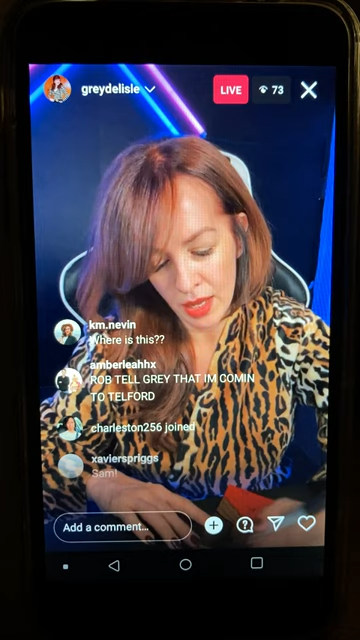 greydelisle
LIVE
73
km.nevin
Where is this??
amberleahhx
ROB TELL GREY THAT IM COMIN
TO TELFORD
charleston256 joined
xavierspriggs
Sam!
Add a comment...